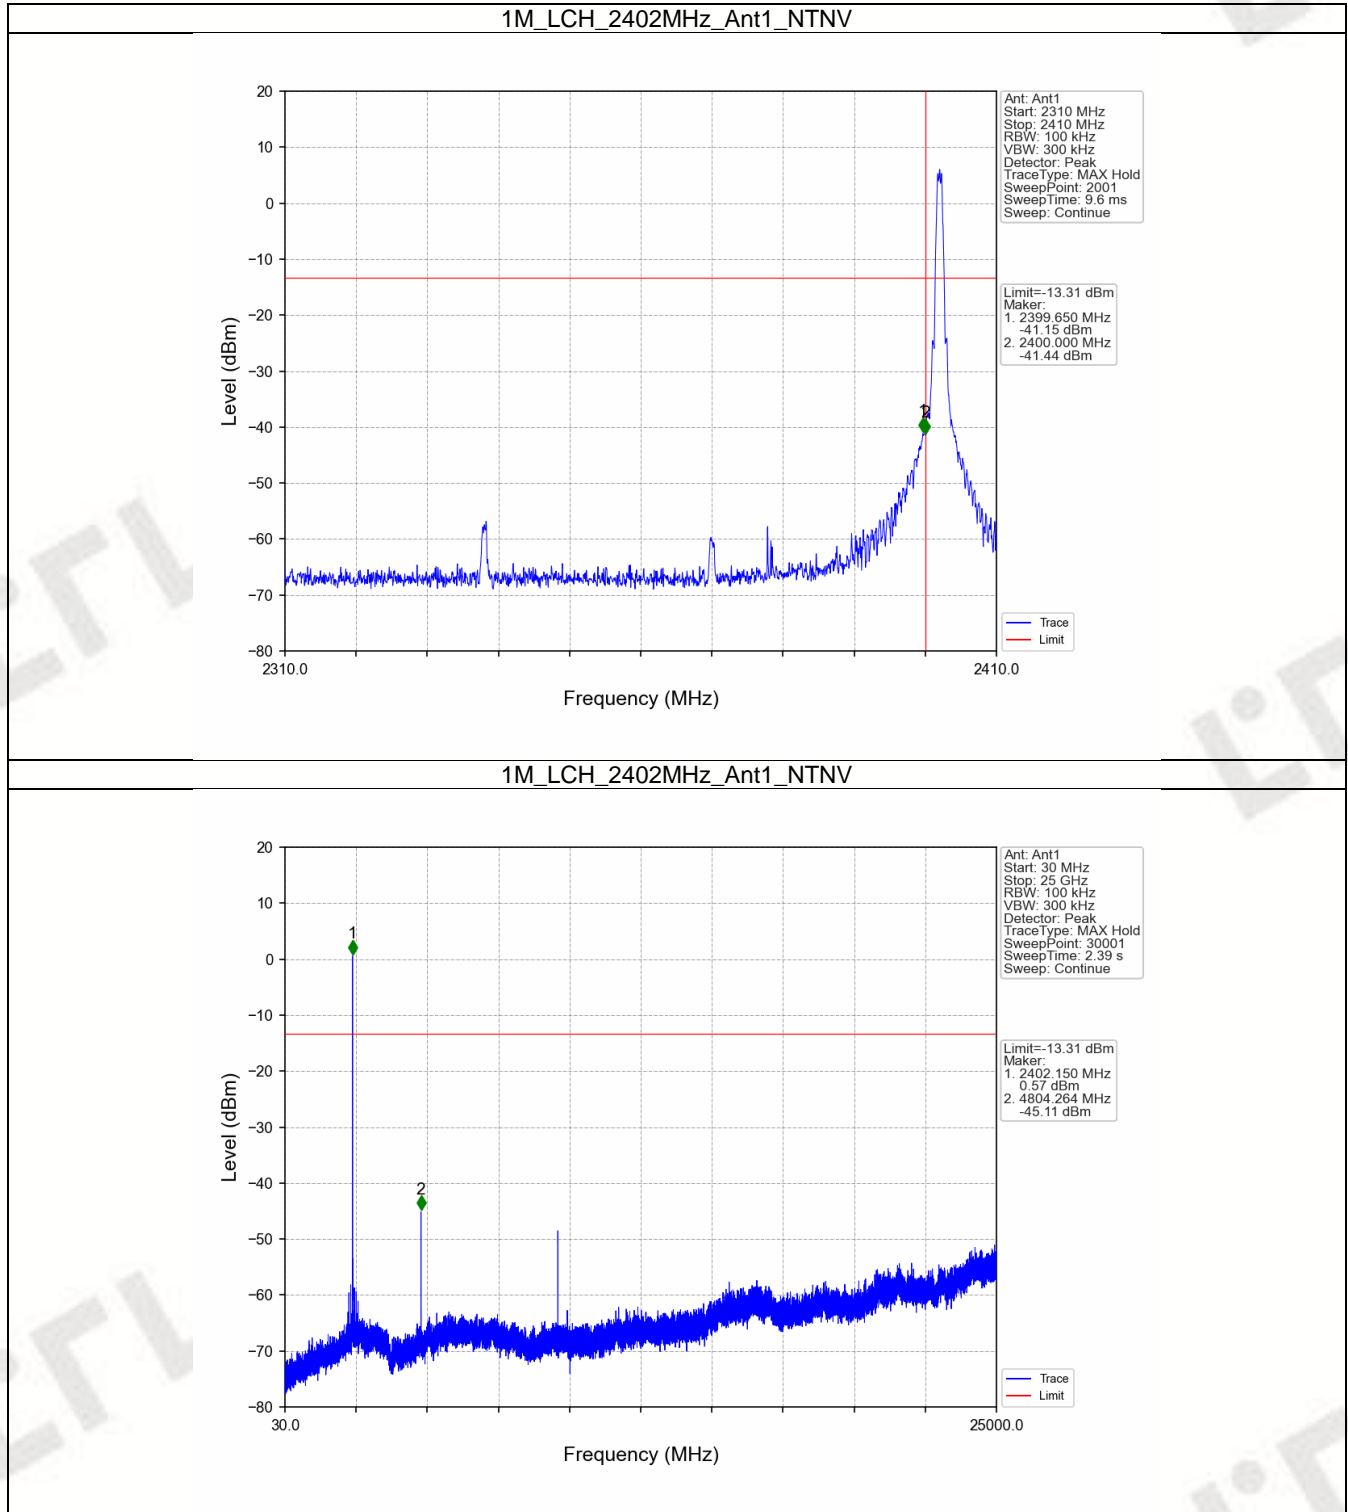 1M_LCH_2402MHz_Ant1_NTNV
20
10
0
−10
−20
−30
−40
−50
−60
−70
−80
Level (dBm)
2310.0
2410.0
Frequency (MHz)
1
2
Ant: Ant1
Start: 2310 MHz
Stop: 2410 MHz
RBW: 100 kHz
VBW: 300 kHz
Detector: Peak
TraceType: MAX Hold
SweepPoint: 2001
SweepTime: 9.6 ms
Sweep: Continue
Limit=-13.31 dBm
Maker:
1. 2399.650 MHz
-41.15 dBm
2. 2400.000 MHz
-41.44 dBm
Trace
Limit
1M_LCH_2402MHz_Ant1_NTNV
20
10
0
−10
−20
−30
−40
−50
−60
−70
−80
Level (dBm)
30.0
25000.0
Frequency (MHz)
1
2
Ant: Ant1
Start: 30 MHz
Stop: 25 GHz
RBW: 100 kHz
VBW: 300 kHz
Detector: Peak
TraceType: MAX Hold
SweepPoint: 30001
SweepTime: 2.39 s
Sweep: Continue
Limit=-13.31 dBm
Maker:
1. 2402.150 MHz
0.57 dBm
2. 4804.264 MHz
-45.11 dBm
Trace
Limit